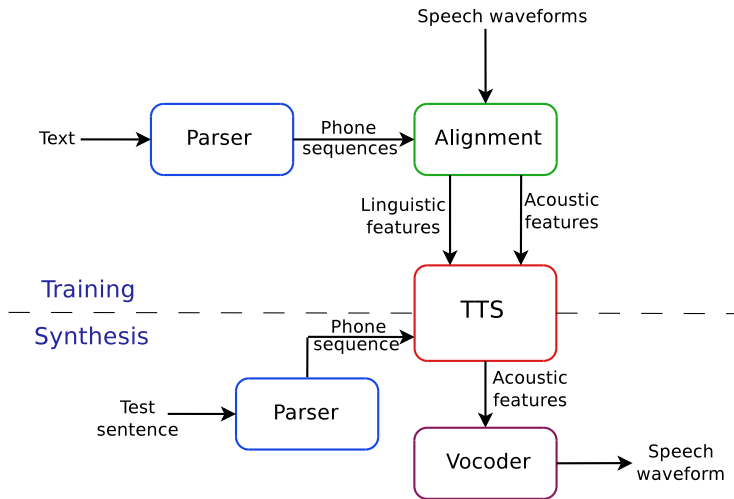 Speech waveforms
Text
Parser
Phone
sequences
Alignment
Linguistic
features
Acoustic
features
Training
TTS
Synthesis
Phone
sequence
Test
sentence
Parser
Acoustic
features
Vocoder
Speech
waveform